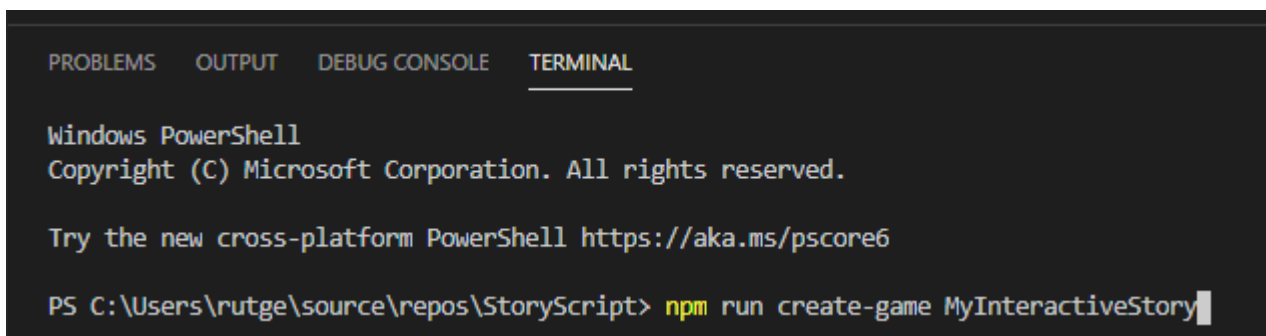 PROBLEMS OUTPUT DEBUG CONSOLE TERMINAL
Windows PowerShell
Copyright (C) Microsoft Corporation. All rights reserved.
Try the new cross-platform PowerShell https://aka.ms/pscore6
PS C:\Users\rutge\source\repos\StoryScript> npm run create-game MyInteractiveStory